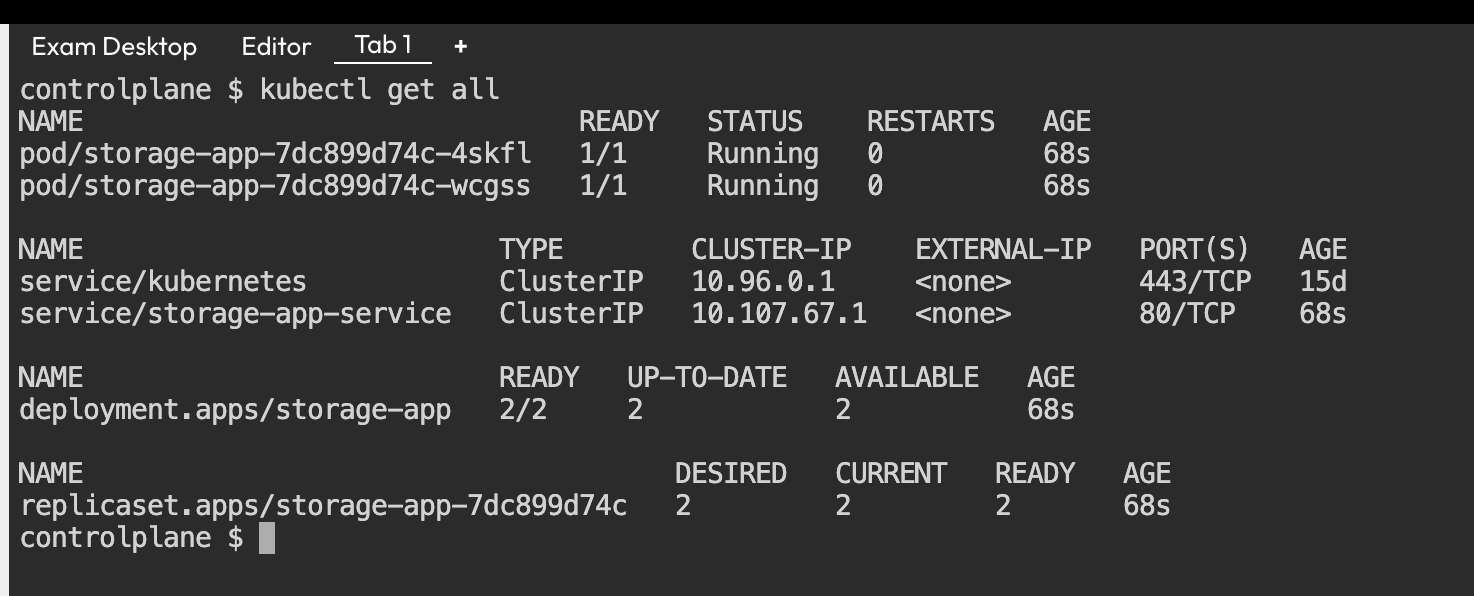 Exam Desktop Editor Tab 1 +
controlplane $ kubectl get all
NAME READY STATUS RESTARTS AGE
pod/storage-app-7dc899d74c-4skfl 1/1 Running 0 68s
pod/storage-app-7dc899d74c-wcgss 1/1 Running 0 68s
NAME TYPE CLUSTER-IP EXTERNAL-IP PORT(S) AGE
service/kubernetes ClusterIP 10.96.0.1 <none> 443/TCP 15d
service/storage-app-service ClusterIP 10.107.67.1 <none> 80/TCP 68s
NAME READY UP-TO-DATE AVAILABLE AGE
deployment.apps/storage-app 2/2 2 2 68s
NAME DESIRED CURRENT READY AGE
replicaset.apps/storage-app-7dc899d74c 2 2 2 68s
controlplane $